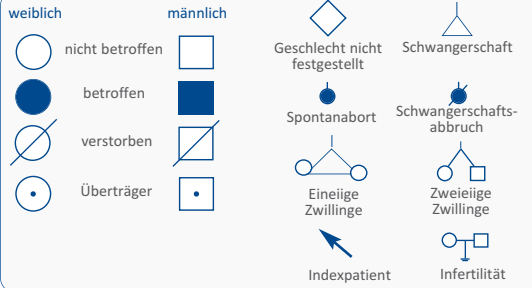 weiblich männlich
nicht betroffen
betroffen
verstorben
Überträger
Geschlecht nicht
festgestellt
Schwangerschaft
Spontanabort
Schwangerschafts-
abbruch
Eineiige
Zwillinge
Zweieiige
Zwillinge
Indexpatient
Infertilität